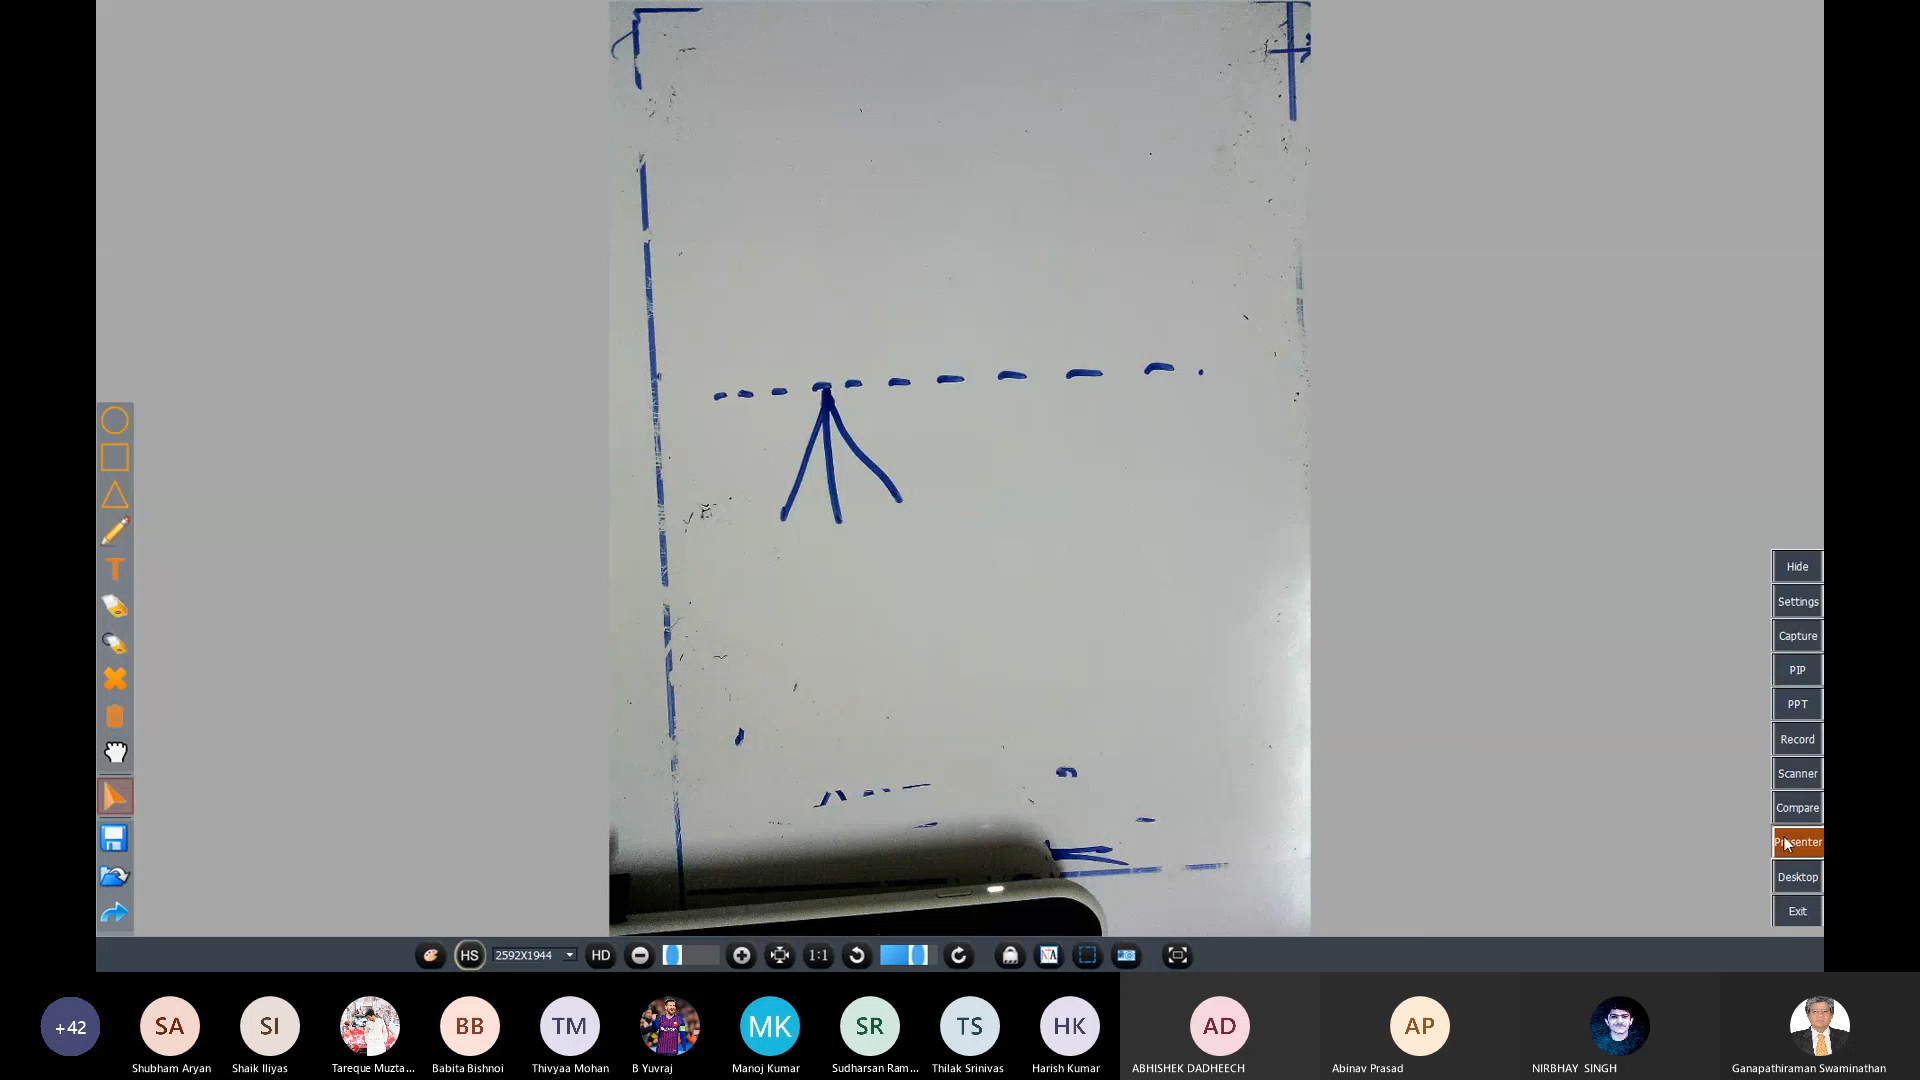 Hide
Settings
Capture
PIP
PPT
Record
Scanner
Compare
Presenter
Desktop
Exit
T
HS 2592X1944 HD 1:1
+42 SA SI BB TM MK SR TS HK AD AP
Shubham Aryan Shaik Iliyas Tareque Muzta... Babita Bishnoi Thivyaa Mohan B Yuvraj Manoj Kumar Sudharsan Ram... Thilak Srinivas Harish Kumar ABHISHEK DADHEECH Abinav Prasad NIRBHAY SINGH Ganapathiraman Swaminathan